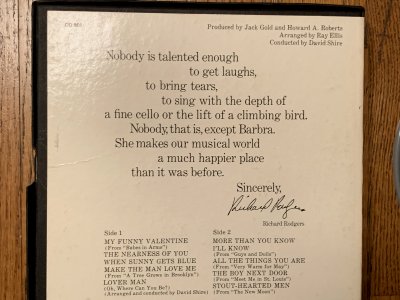 Produced by Jack Gold and Howard A. Roberts
Arranged by Ray Ellis
Conducted by David Shire
Nobody is talented enough
to get laughs,
to bring tears,
to sing with the depth of
a fine cello or the lift of a climbing bird.
Nobody, that is, except Barbra.
She makes our musical world
a much happier place
than it was before.
Sincerely,
Richard Rodgers
Richard Rodgers
Side 1
MY FUNNY VALENTINE
(From "Babes in Arms")
THE NEARNESS OF YOU
WHEN SUNNY GETS BLUE
MAKE THE MAN LOVE ME
(From "A Tree Grows in Brooklyn")
LOVER MAN
(Oh, Where Can You Be?)
(Arranged and conducted by David Shire)
Side 2
MORE THAN YOU KNOW
I'LL KNOW
(From "Guys and Dolls")
ALL THE THINGS YOU ARE
(From "Very Warm for May")
THE BOY NEXT DOOR
(From "Meet Me in St. Louis")
STOUT-HEARTED MEN
(From "The New Moon")